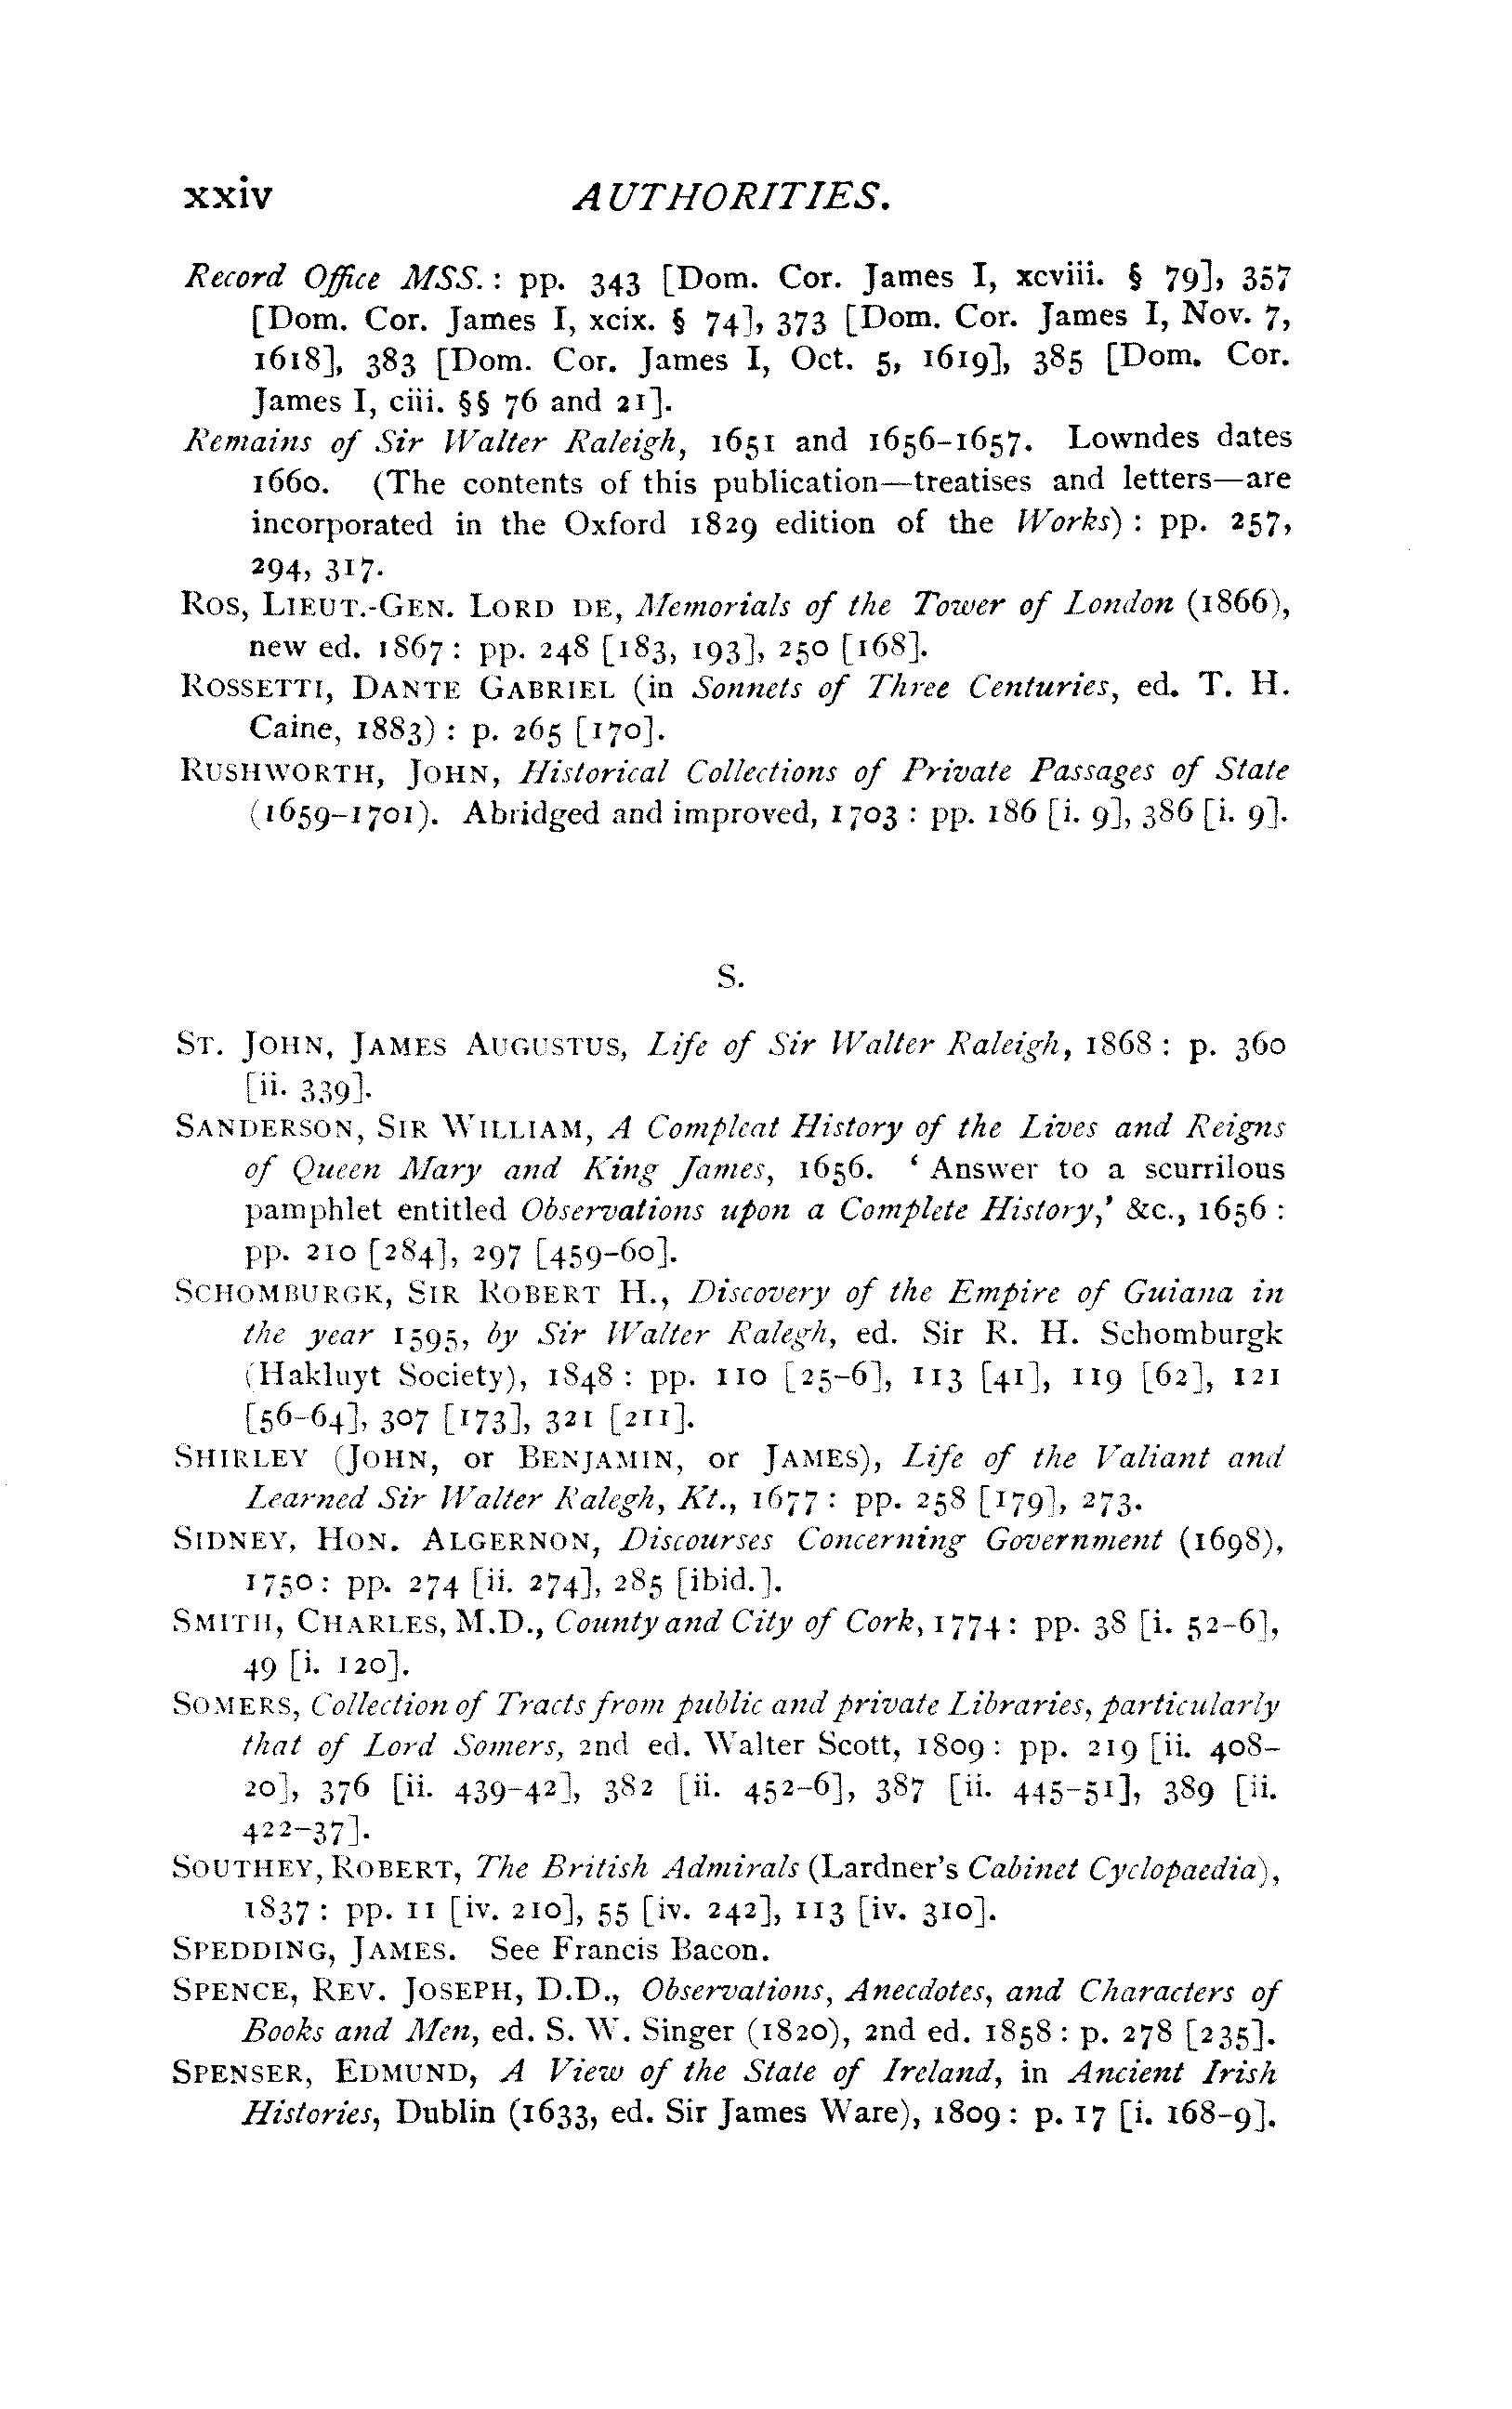 xxiv AUTHORITIES.
Record Office MSS.: pp. 343 [Dom. Cor. James I, xcviii. § 79], 357
[Dom. Cor. James I, xcix. § 74], 373 [Dom. Cor. James I, Nov. 7,
1618], 383 [Dom. Cor. James I, Oct. 5, 1619], 385 [Dom. Cor.
James I, ciii. §§ 76 and 21].
Remains of Sir Walter Raleigh, 1651 and 1656-1657. Lowndes dates
1660. (The contents of this publication—treatises and letters—are
incorporated in the Oxford 1829 edition of the Works) : pp. 257,
294, 317.
ROS, LIEUT.-GEN. LORD DE, Memorials of the Tower of London (1866),
new ed. 1867 : pp. 248 [183, 193], 250 [168].
ROSSETTI, DANTE GABRIEL (in Sonnets of Three Centuries, ed. T. H.
Caine, 1883) : p. 265 [170].
RUSHWORTH, JOHN, Historical Collections of Private Passages of State
(1659-1701). Abridged and improved, 1703 : pp. 186 [i. 9], 386 [i. 9].
S.
ST. JOHN, JAMES AUGUSTUS, Life of Sir Walter Raleigh, 1868 : p. 360
[ii. 339].
SANDERSON, SIR WILLIAM, A Compleat History of the Lives and Reigns
of Queen Mary and King James, 1656. ‘ Answer to a scurrilous
pamphlet entitled Observations upon a Complete History,’ &c., 1656 :
pp. 210 [284], 297 [459-60].
SCHOMBURGK, SIR ROBERT H., Discovery of the Empire of Guiana in
the year 1595, by Sir Walter Ralegh, ed. Sir R. H. Schomburgk
(Hakluyt Society), 1848 : pp. 110 [25-6], 113 [41], 119 [62], 121
[56-64], 307 [173], 321 [211].
SHIRLEY (JOHN, or BENJAMIN, or JAMES), Life of the Valiant and
Learned Sir Walter Ralegh, Kt., 1677 : pp. 258 [179], 273.
SIDNEY, HON. ALGERNON, Discourses Concerning Government (1698),
1750 : pp. 274 [ii. 274], 285 [ibid.].
SMITH, CHARLES, M.D., County and City of Cork, 1774 : pp. 38 [i. 52-6],
49 [i. 120].
SOMERS, Collection of Tracts from public and private Libraries, particularly
that of Lord Somers, 2nd ed. Walter Scott, 1809 : pp. 219 [ii. 408-
20], 376 [ii. 439-42], 382 [ii. 452-6], 387 [ii. 445-51], 389 [ii.
422-37].
SOUTHEY, ROBERT, The British Admirals (Lardner's Cabinet Cyclopaedia),
1837 : pp. 11 [iv. 210], 55 [iv. 242], 113 [iv. 310].
SPEDDING, JAMES. See Francis Bacon.
SPENCE, REV. JOSEPH, D.D., Observations, Anecdotes, and Characters of
Books and Men, ed. S. W. Singer (1820), 2nd ed. 1858 : p. 278 [235].
SPENSER, EDMUND, A View of the State of Ireland, in Ancient Irish
Histories, Dublin (1633, ed. Sir James Ware), 1809 : p. 17 [i. 168-9].